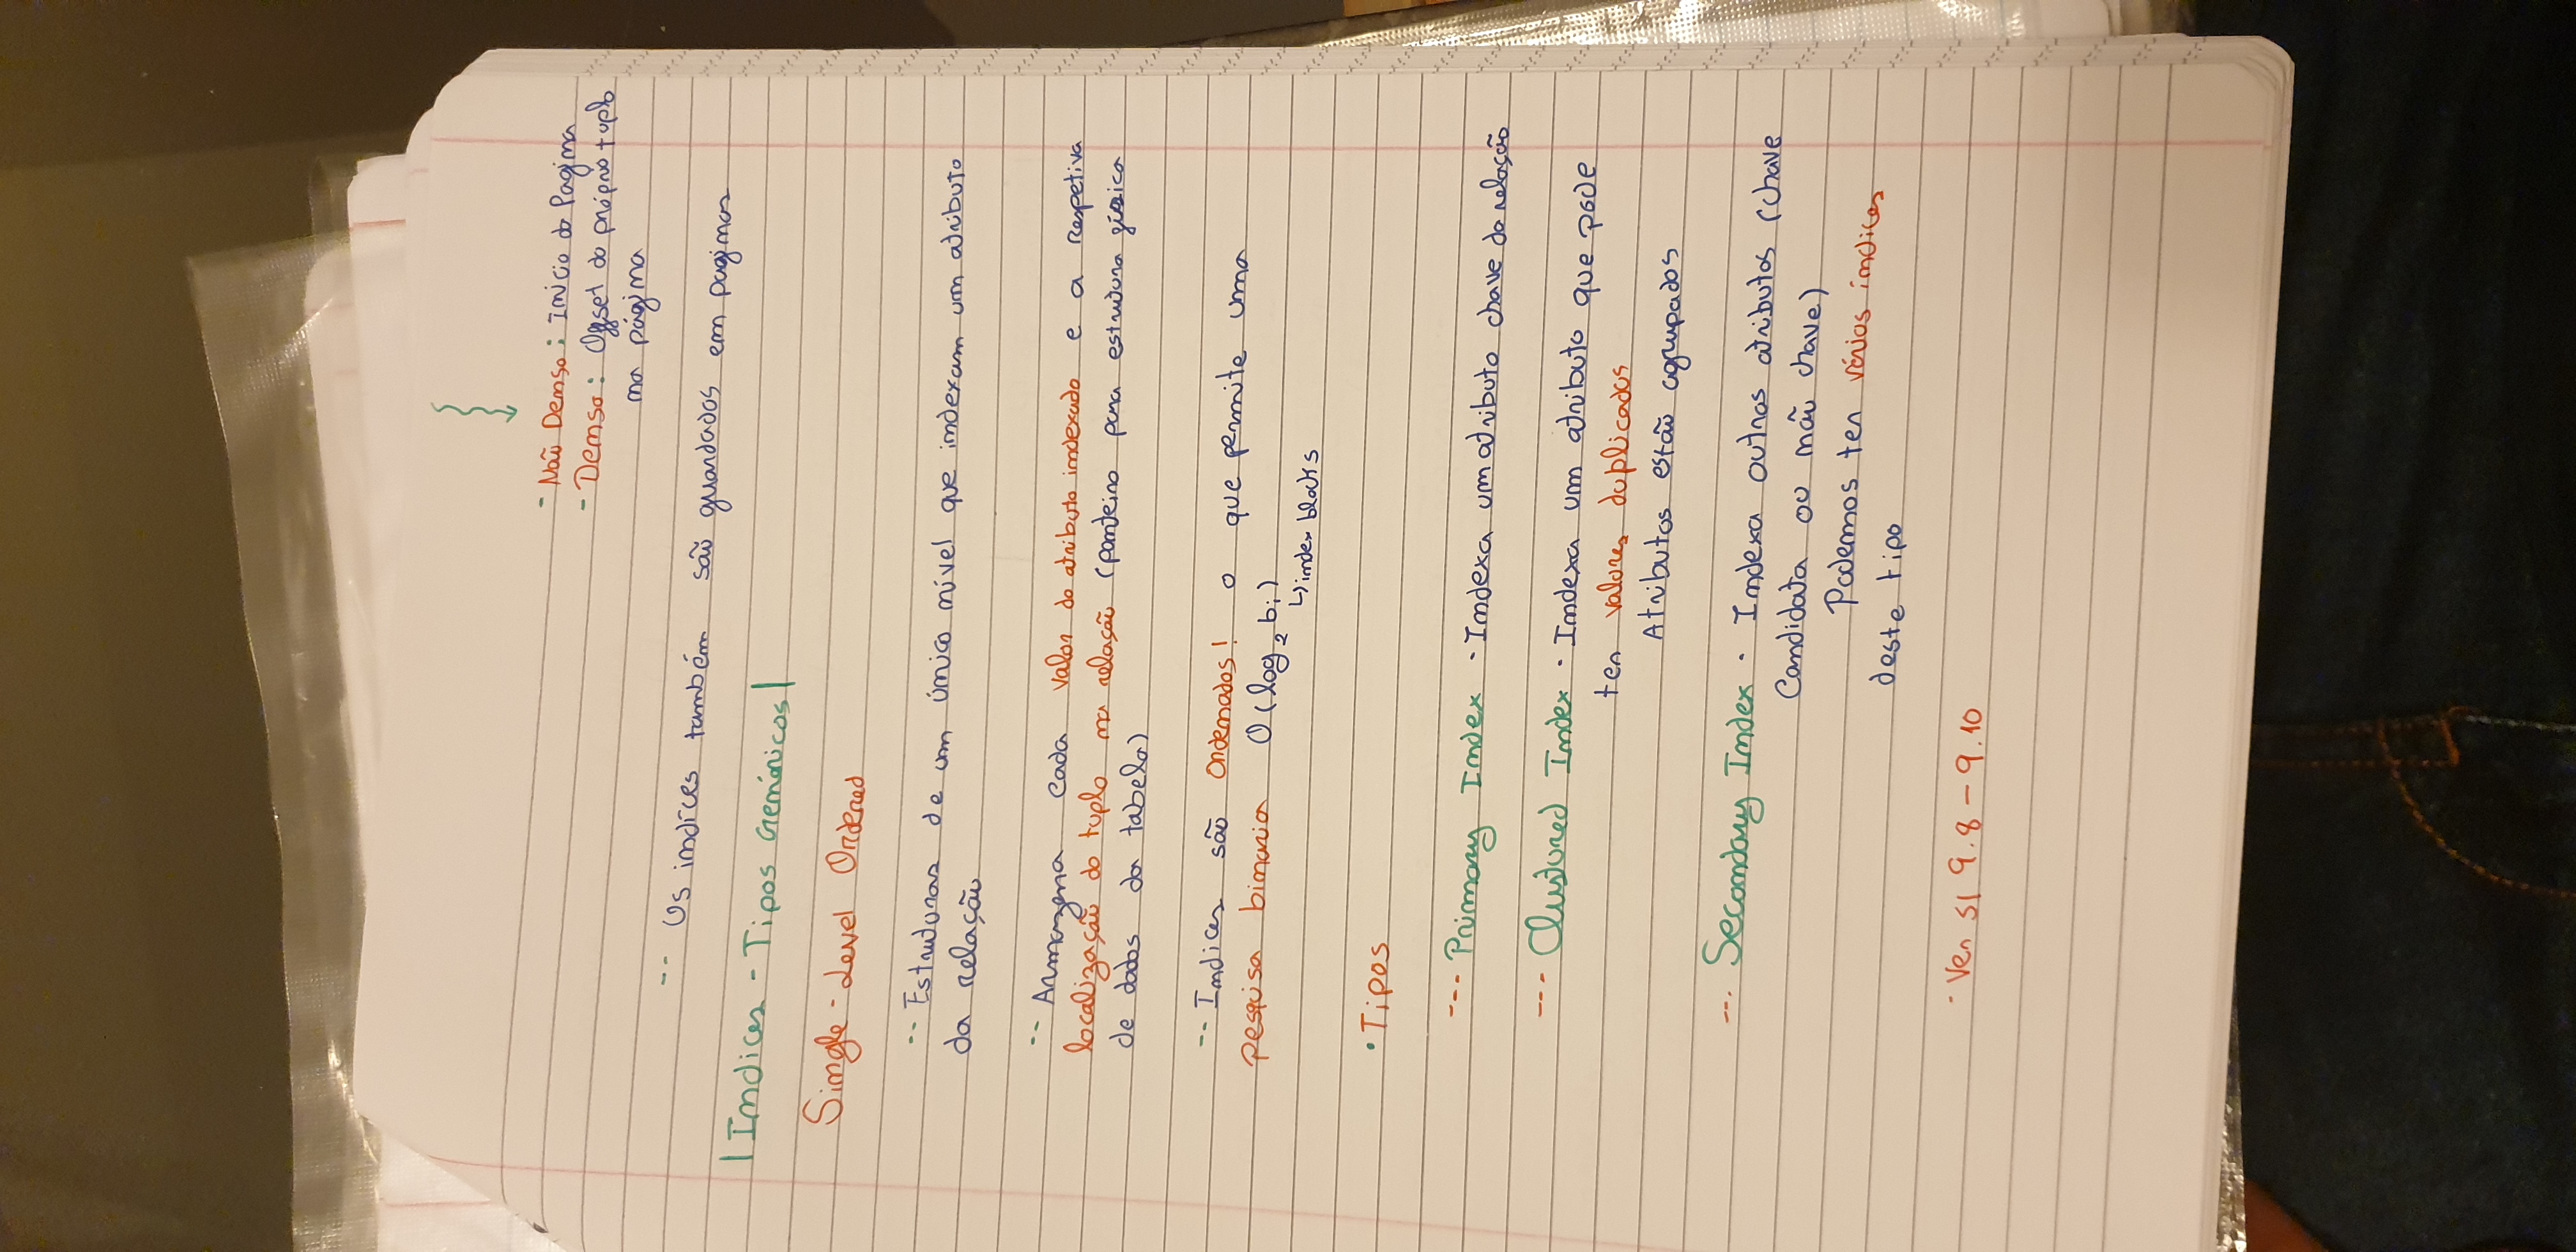 - Não Denso: Inicio da Pagina
- Denso: Offset do próprio tuplo
na página
-- Os indices também são guardados em paginas
| Indices - Tipos Genéricos |
Single-Level Ordered
-- Estruturas de um único nível que indexam um atributo
da relação
-- Armazena cada valor do atributo indexado e a respetiva
localização do tuplo na relação (ponteiro para estrutura física
de dados da tabela)
-- Indices são Ordenados! o que permite uma
pesquisa binaria O(log₂ bi)
↳ index blocks
• Tipos
--- Primary Index · Indexa um atributo chave da relação
--- Clustured Index · Indexa um atributo que pode
ter valores duplicados
Atributos estão agrupados
--- Secondary Index · Indexa outros atributos (chave
Candidata ou não chave)
Podemos ter vários índices
deste tipo
· Ver sl 9.8 - 9.10